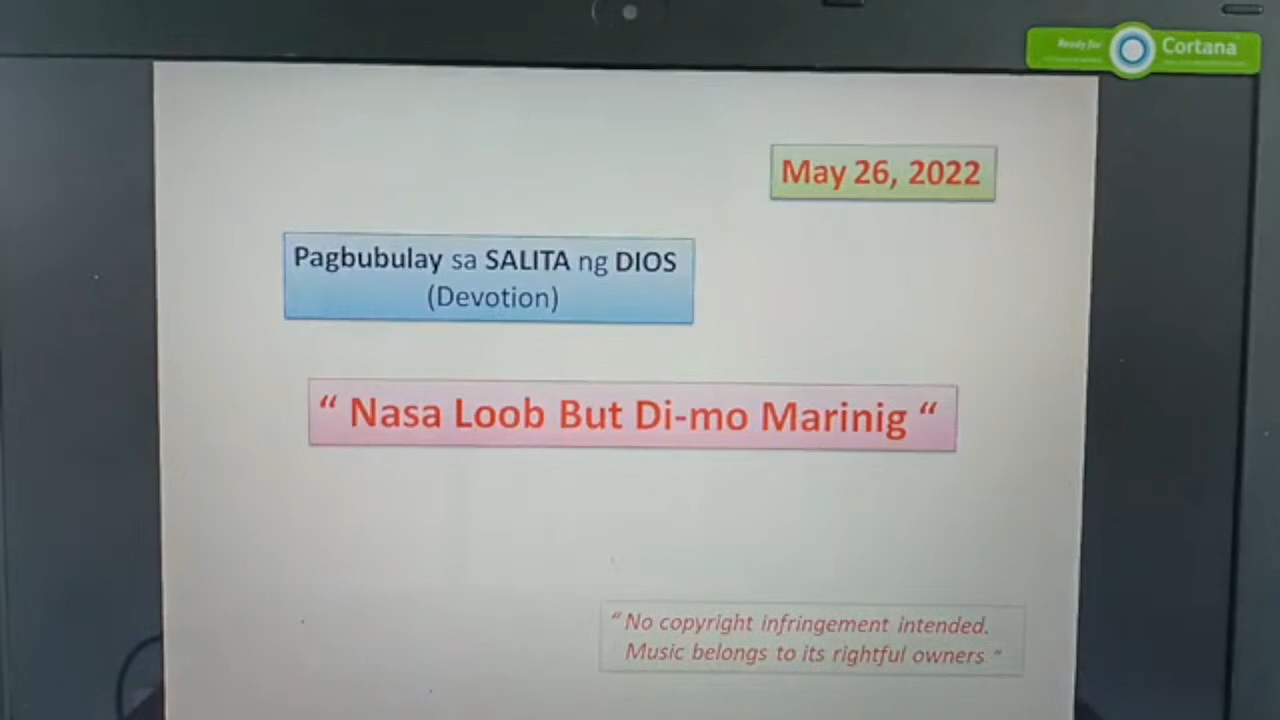 Ready for Cortana
May 26, 2022
Pagbubulay sa SALITA ng DIOS
(Devotion)
“ Nasa Loob But Di-mo Marinig “
“ No copyright infringement intended.
Music belongs to its rightful owners “